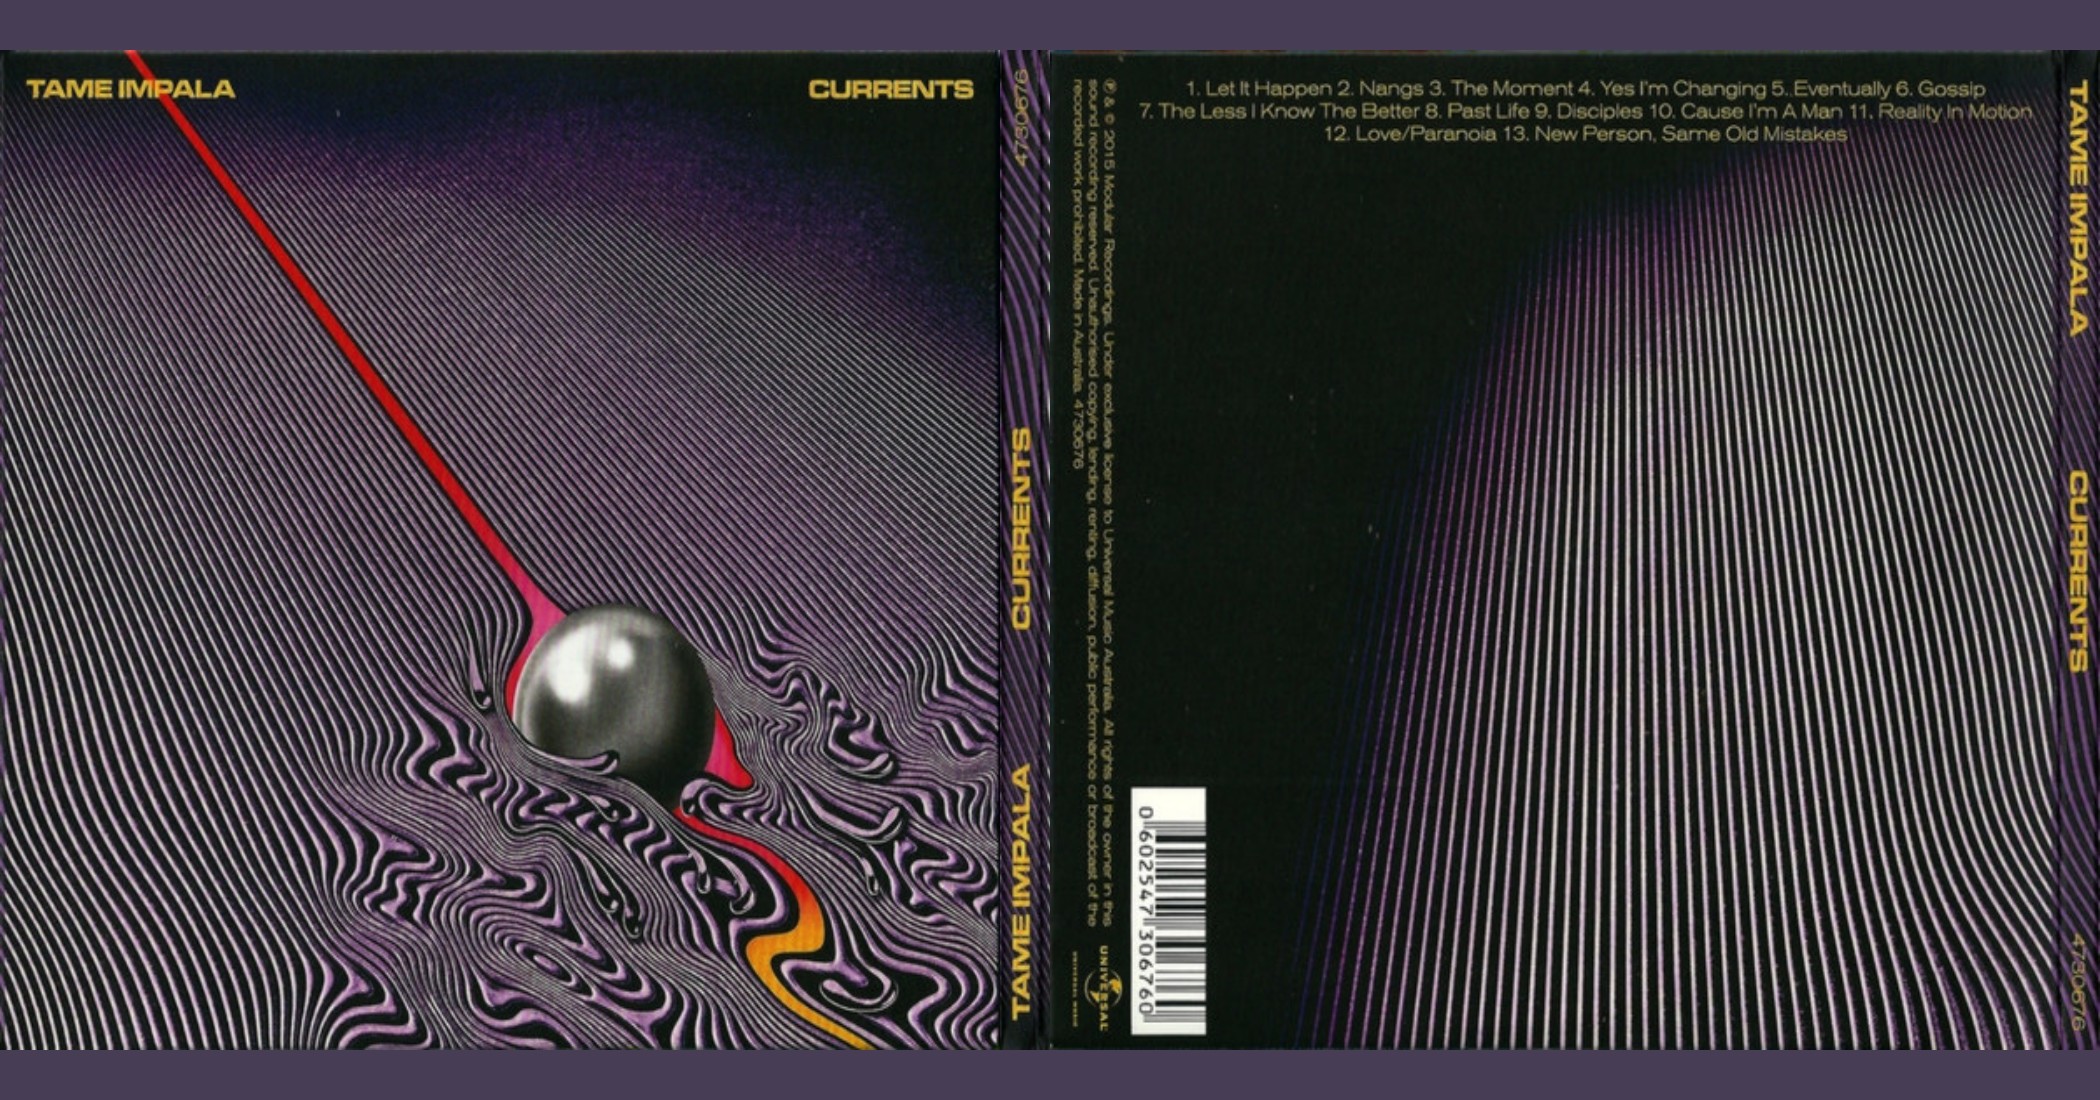 TAME IMPALA
CURRENTS
4730676
CURRENTS
TAME IMPALA
1. Let It Happen 2. Nangs 3. The Moment 4. Yes I'm Changing 5. Eventually 6. Gossip
7. The Less I Know The Better 8. Past Life 9. Disciples 10. Cause I'm A Man 11. Reality In Motion
12. Love/Paranoia 13. New Person, Same Old Mistakes
℗ & © 2015 Modular Recordings. Under exclusive license to Universal Music Australia. All rights of the owner in this
sound recording reserved. Unauthorised copying, lending, renting, diffusion, public performance or broadcast of the
recorded work prohibited. Made in Australia. 4730676
UNIVERSAL
UNIVERSAL MUSIC
0 602547 306760
TAME IMPALA
CURRENTS
4730676